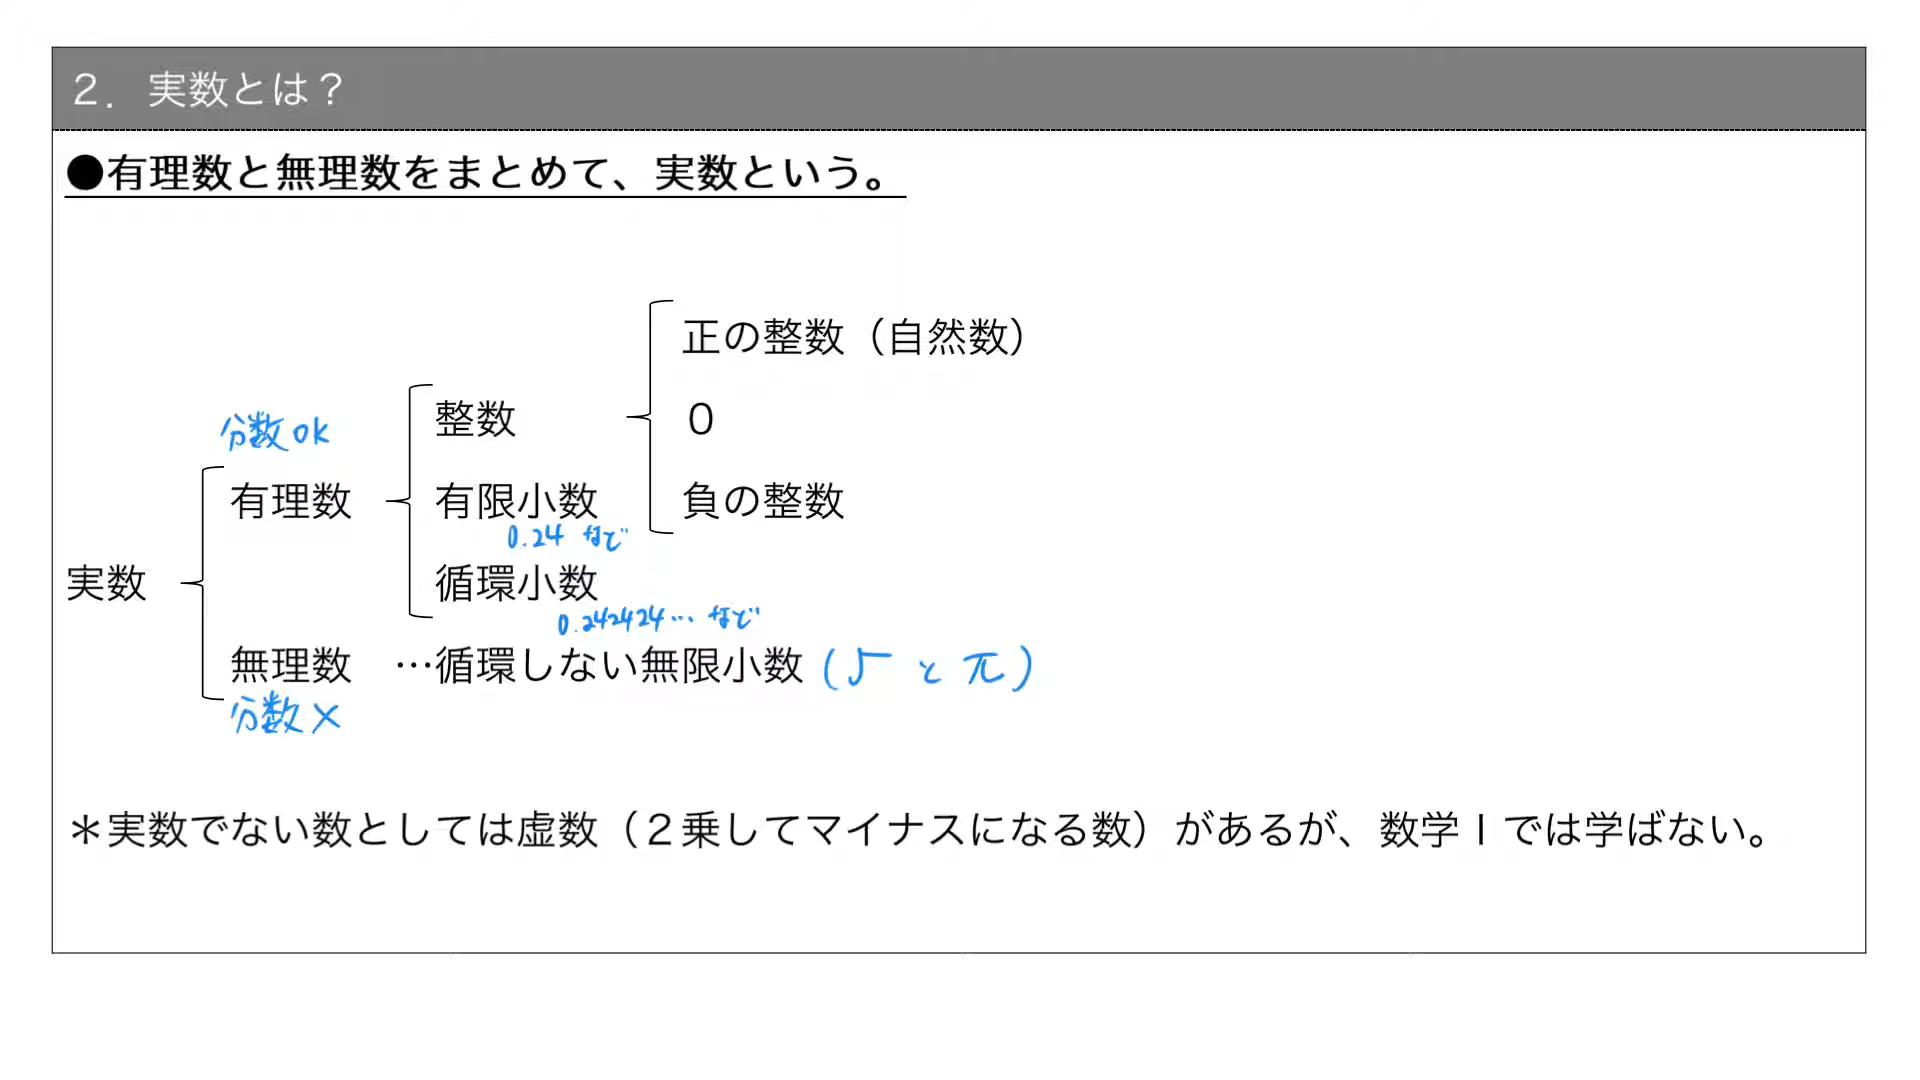 ２．実数とは？
●有理数と無理数をまとめて、実数という。
正の整数（自然数）
分数OK
整数
０
有理数
有限小数
負の整数
0.24 など
実数
循環小数
0.242424… など
無理数 …循環しない無限小数 (√ と π)
分数×
＊実数でない数としては虚数（２乗してマイナスになる数）があるが、数学Ⅰでは学ばない。